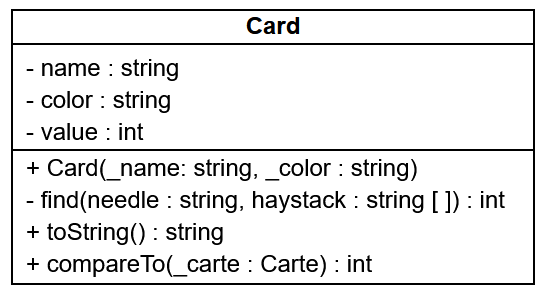 Card
- name : string
- color : string
- value : int
+ Card(_name: string, _color : string)
- find(needle : string, haystack : string [ ]) : int
+ toString() : string
+ compareTo(_carte : Carte) : int